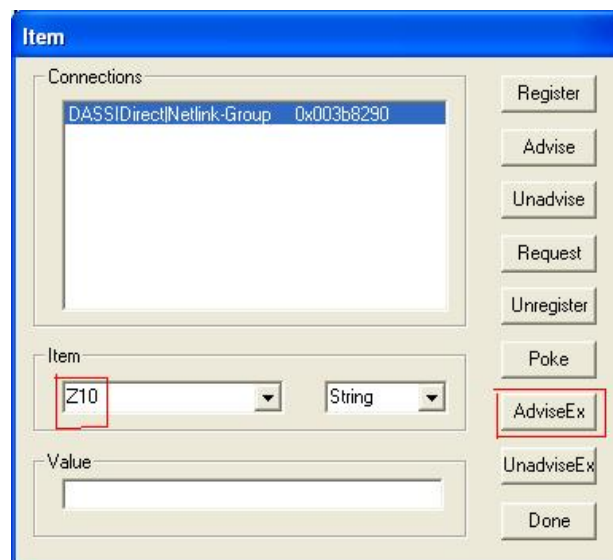 Item
Connections
DASSIDirect|Netlink-Group 0x003b8290
Item
Z10
String
Value
Register
Advise
Unadvise
Request
Unregister
Poke
AdviseEx
UnadviseEx
Done